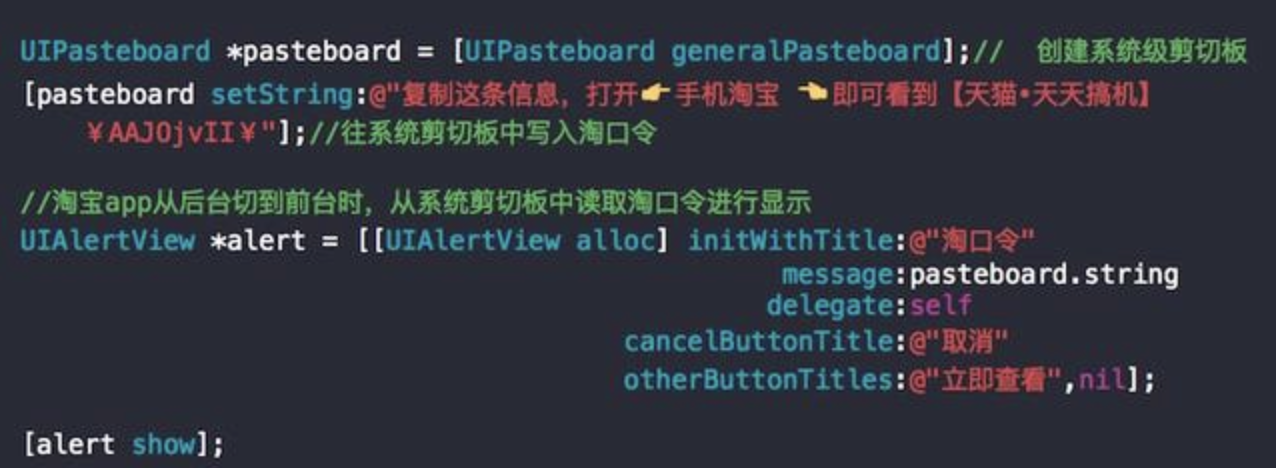 UIPasteboard *pasteboard = [UIPasteboard generalPasteboard];//  创建系统级剪切板
[pasteboard setString:@"复制这条信息，打开👉手机淘宝 👈即可看到【天猫•天天搞机】
￥AAJOjvII￥"];//往系统剪切板中写入淘口令
//淘宝app从后台切到前台时，从系统剪切板中读取淘口令进行显示
UIAlertView *alert = [[UIAlertView alloc] initWithTitle:@"淘口令"
message:pasteboard.string
delegate:self
cancelButtonTitle:@"取消"
otherButtonTitles:@"立即查看",nil];
[alert show];